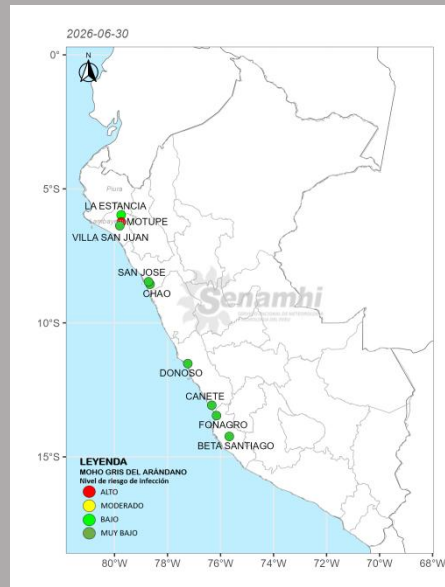 2026-06-30
N
0°
5°S
10°S
15°S
Piura
LA ESTANCIA
MOTUPE
VILLA SAN JUAN
SAN JOSE
CHAO
Senamhi
DONOSO
CANETE
FONAGRO
BETA SANTIAGO
LEYENDA
MOHO GRIS DEL ARÁNDANO
Nivel de riesgo de infección
ALTO
MODERADO
BAJO
MUY BAJO
80°W 78°W 76°W 74°W 72°W 70°W 68°W